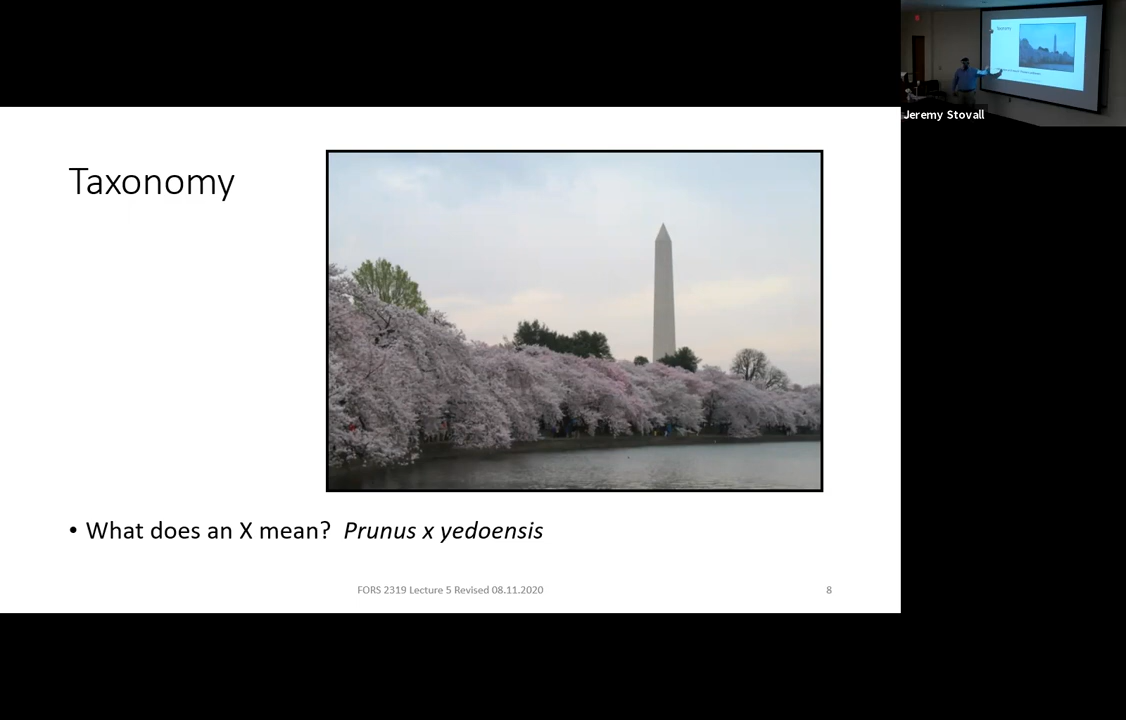 Jeremy Stovall
Taxonomy
• What does an X mean? Prunus x yedoensis
FORS 2319 Lecture 5 Revised 08.11.2020
8